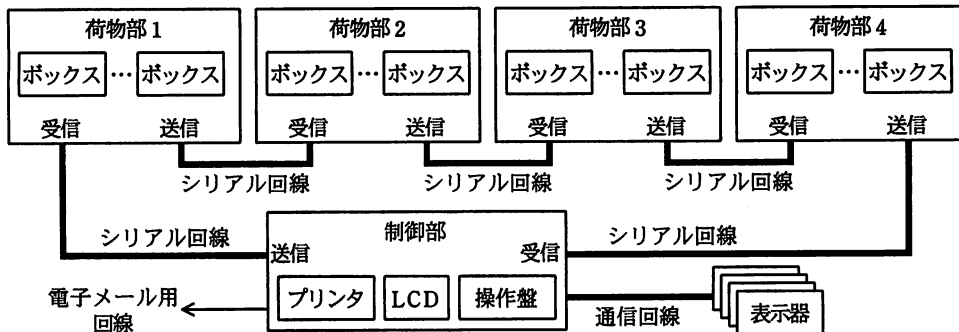 荷物部1
荷物部2
荷物部3
荷物部4
ボックス…ボックス
ボックス…ボックス
ボックス…ボックス
ボックス…ボックス
受信 送信
受信 送信
受信 送信
受信 送信
シリアル回線
シリアル回線
シリアル回線
シリアル回線
制御部
シリアル回線
送信
受信
プリンタ
LCD
操作盤
電子メール用
回線
通信回線
表示器